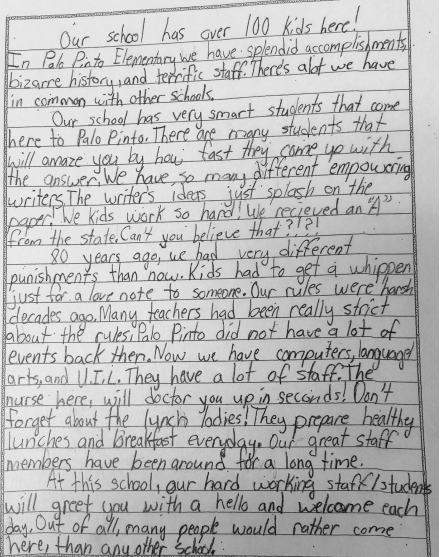 Our school has over 100 kids here!
In Palo Pinto Elementary we have splendid accomplishments,
bizarre history, and terrific staff. There's alot we have
in common with other schools.
Our school has very smart students that come
here to Palo Pinto. There are many students that
will amaze you by how fast they come up with
the answer. We have so many different empowering
writers. The writer's ideas just splash on the
paper! We kids work so hard! We recieved an "A"
from the state. Can't you believe that?!?!
80 years ago, we had very different
punishments than now. Kids had to get a whippen
just for a love note to someone. Our rules were harsh
decades ago. Many teachers had been really strict
about the rules. Palo Pinto did not have a lot of
events back then. Now we have computers, language
arts, and U.I.L. They have a lot of staff. The
nurse here, will doctor you up in seconds! Don't
forget about the lunch ladies! They prepare healthy
lunches and breakfast everyday. Our great staff
members have been around for a long time.
At this school, our hard working staff/students
will greet you with a hello and welcome each
day. Out of all, many people would rather come
here, than any other school.